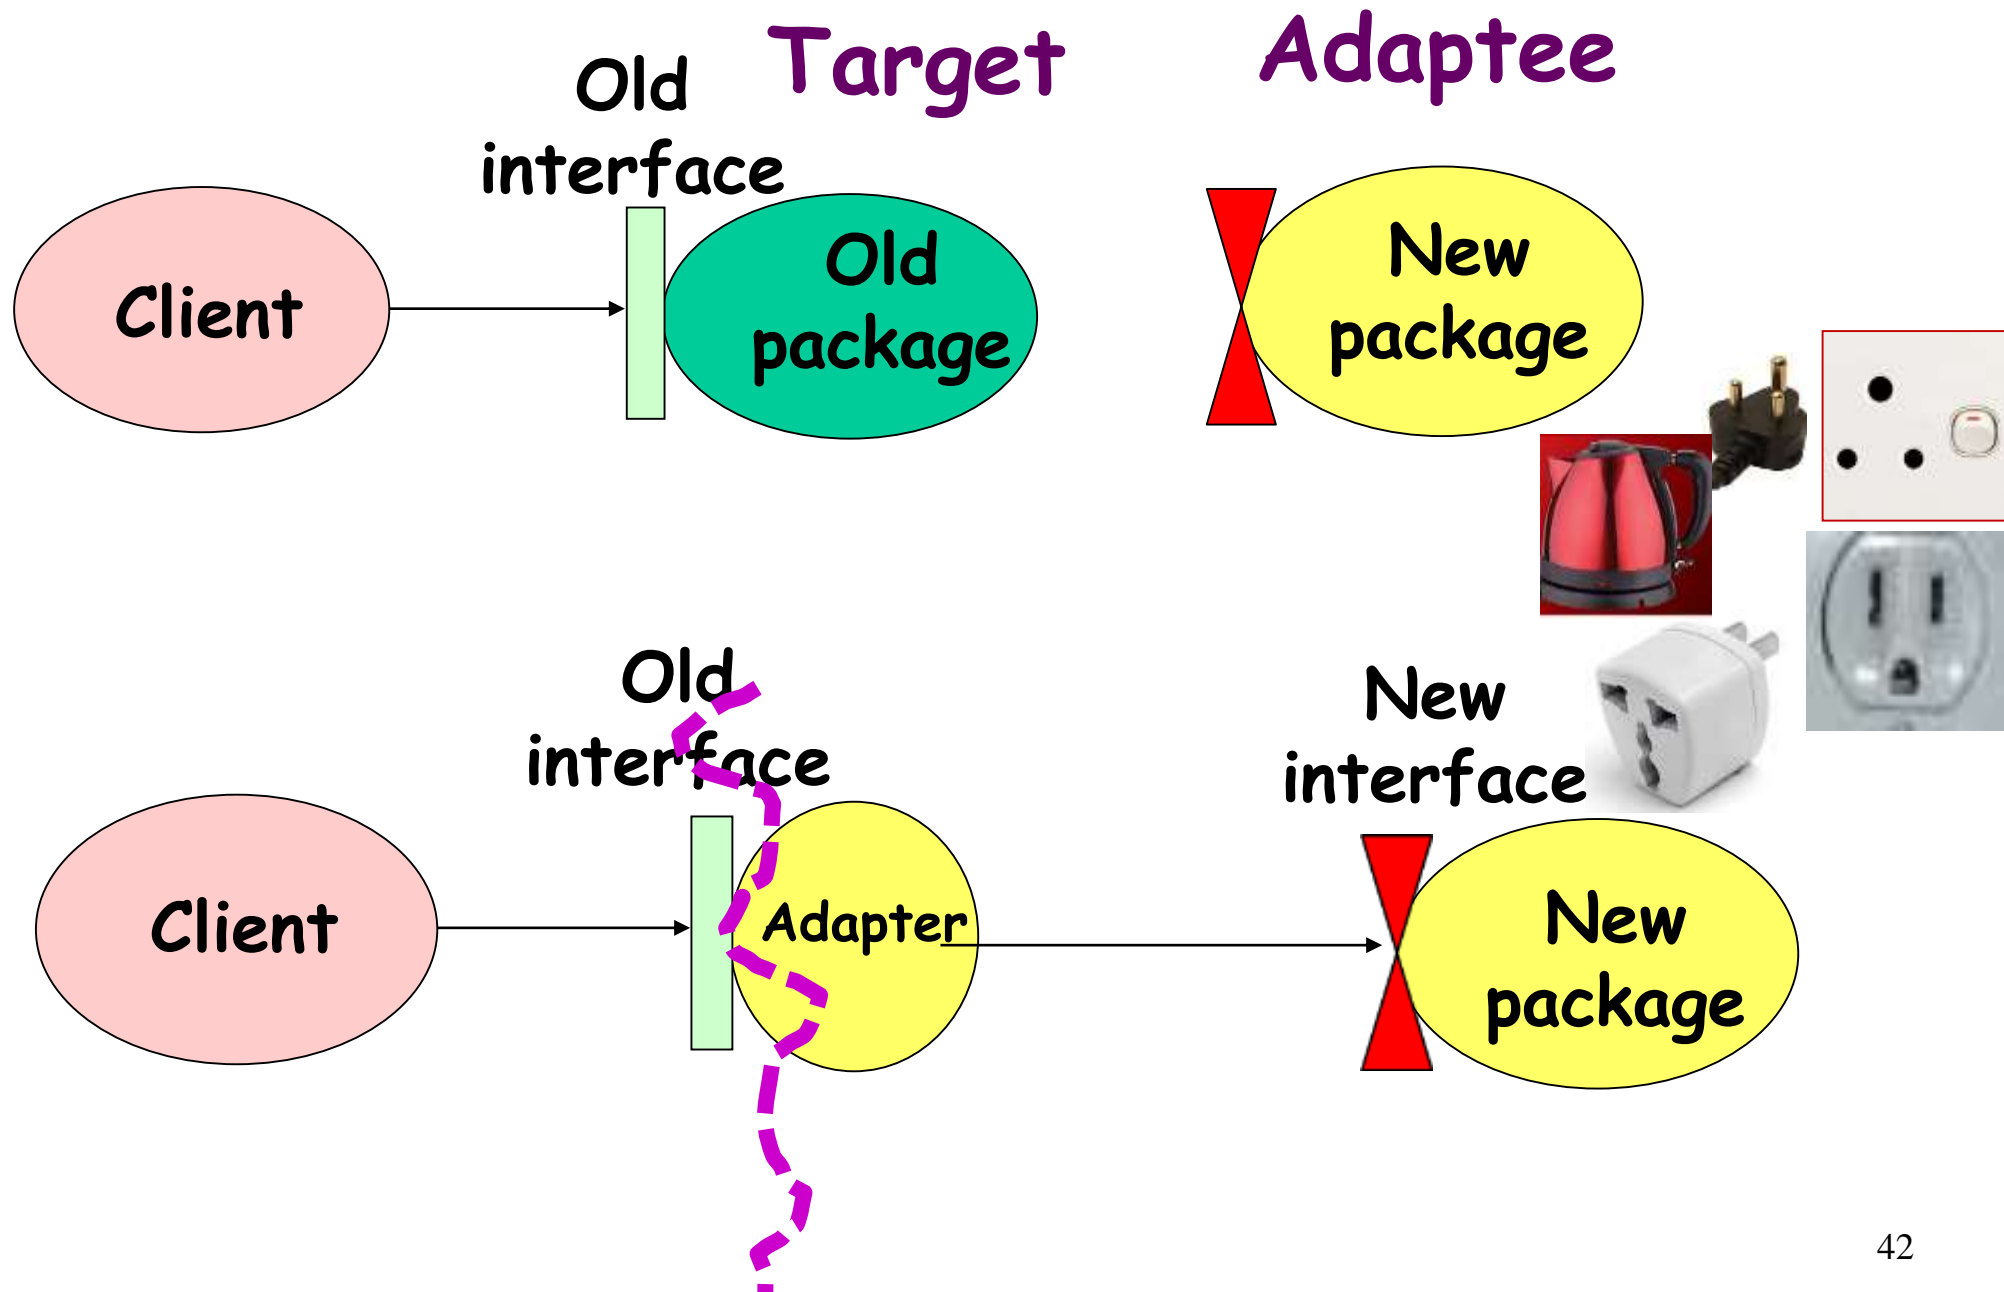 Target
Adaptee
Old
interface
Client
Old
package
New
package
Old
interface
New
interface
Client
Adapter
New
package
42